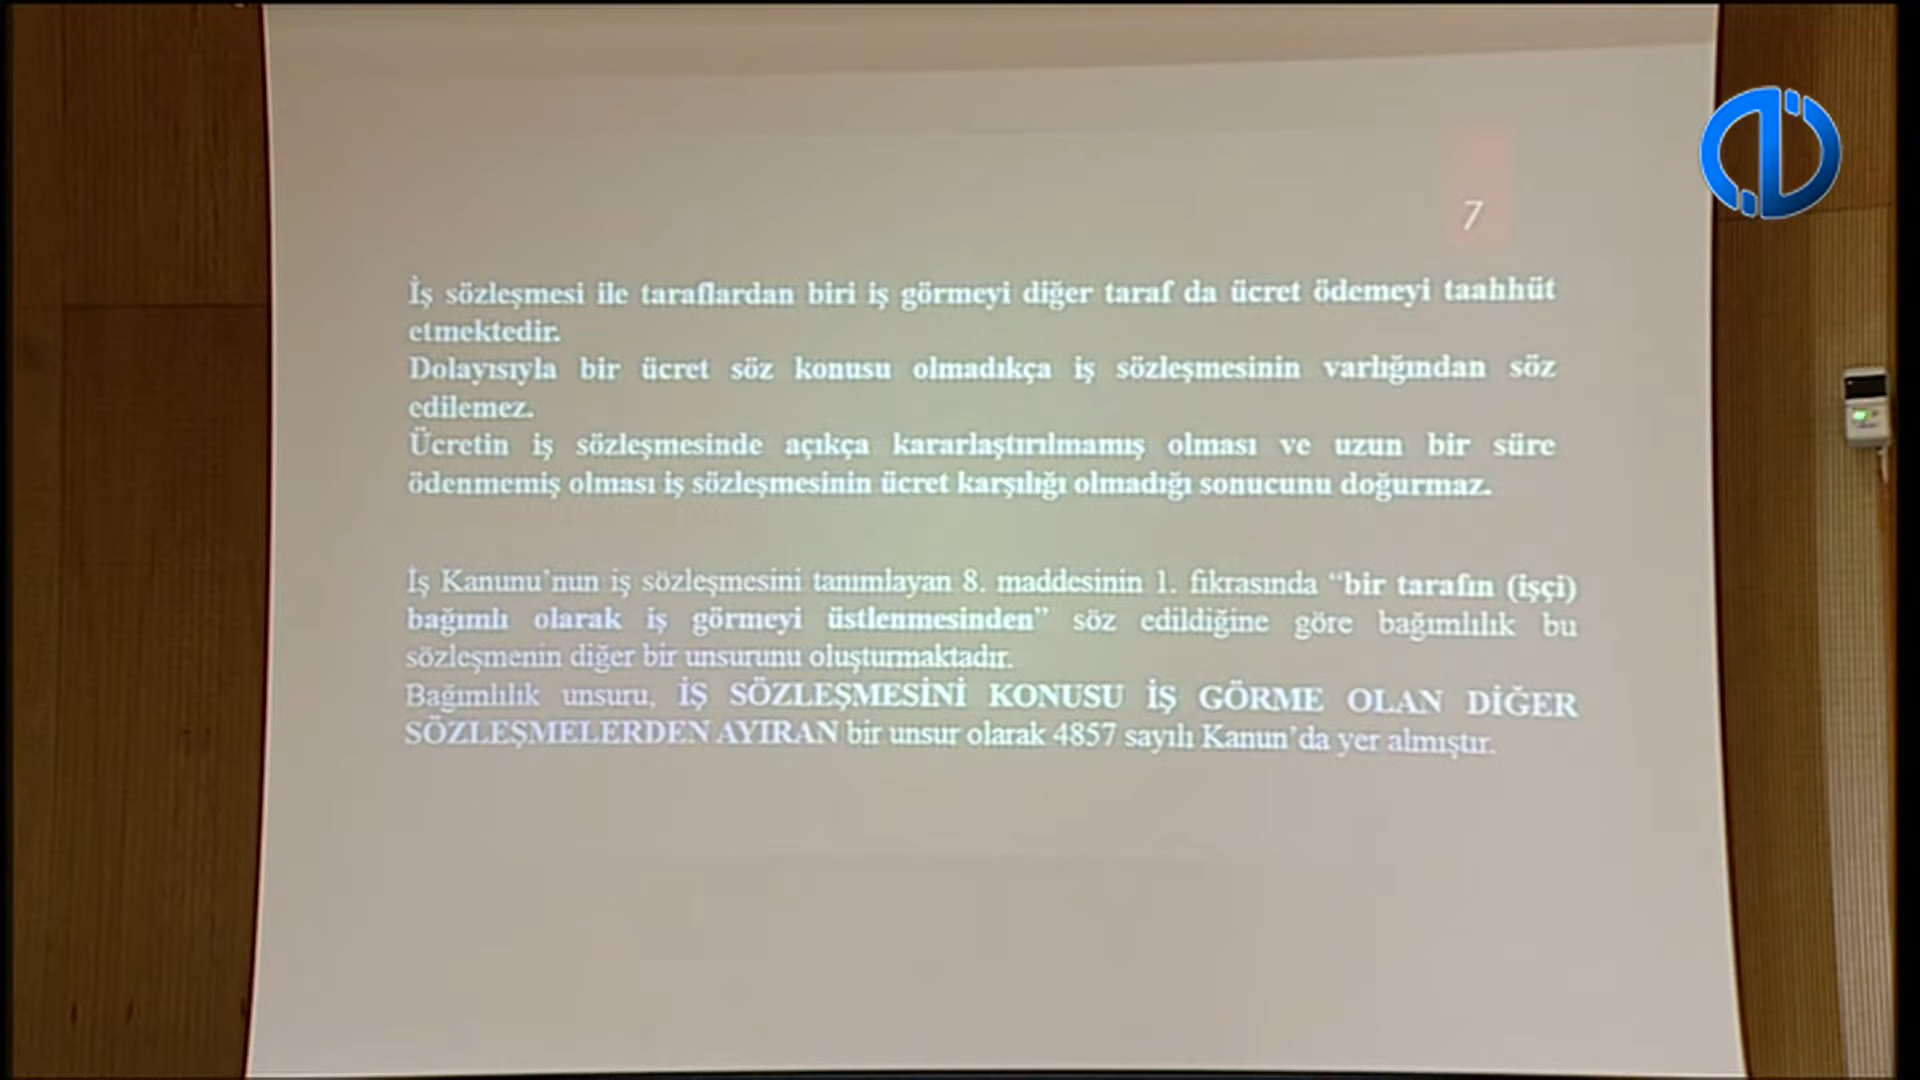 7
İş sözleşmesi ile taraflardan biri iş görmeyi diğer taraf da ücret ödemeyi taahhüt
etmektedir.
Dolayısıyla bir ücret söz konusu olmadıkça iş sözleşmesinin varlığından söz
edilemez.
Ücretin iş sözleşmesinde açıkça kararlaştırılmamış olması ve uzun bir süre
ödenmemiş olması iş sözleşmesinin ücret karşılığı olmadığı sonucunu doğurmaz.
İş Kanunu’nun iş sözleşmesini tanımlayan 8. maddesinin 1. fıkrasında “bir tarafın (işçi)
bağımlı olarak iş görmeyi üstlenmesinden” söz edildiğine göre bağımlılık bu
sözleşmenin diğer bir unsurunu oluşturmaktadır.
Bağımlılık unsuru, İŞ SÖZLEŞMESİNİ KONUSU İŞ GÖRME OLAN DİĞER
SÖZLEŞMELERDEN AYIRAN bir unsur olarak 4857 sayılı Kanun’da yer almıştır.